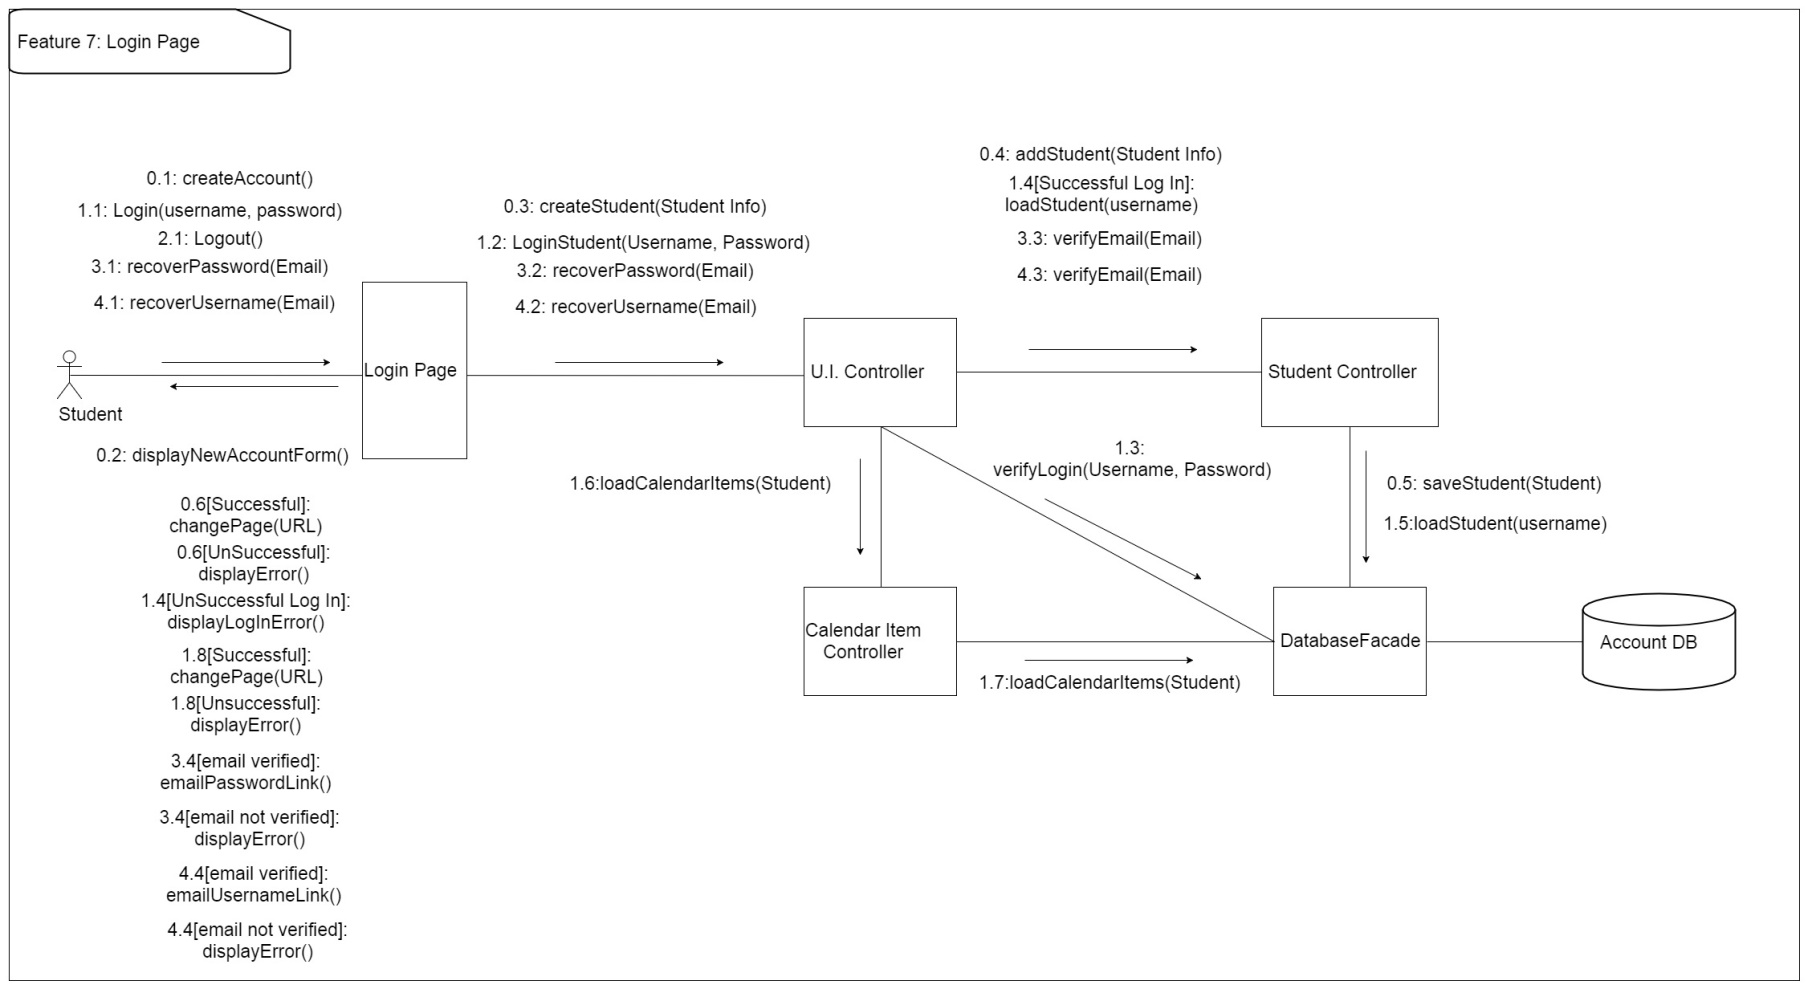 Feature 7: Login Page
0.1: createAccount()
1.1: Login(username, password)
2.1: Logout()
3.1: recoverPassword(Email)
4.1: recoverUsername(Email)
Student
Login Page
0.2: displayNewAccountForm()
0.6[Successful]:
changePage(URL)
0.6[UnSuccessful]:
displayError()
1.4[UnSuccessful Log In]:
displayLogInError()
1.8[Successful]:
changePage(URL)
1.8[Unsuccessful]:
displayError()
3.4[email verified]:
emailPasswordLink()
3.4[email not verified]:
displayError()
4.4[email verified]:
emailUsernameLink()
4.4[email not verified]:
displayError()
0.3: createStudent(Student Info)
1.2: LoginStudent(Username, Password)
3.2: recoverPassword(Email)
4.2: recoverUsername(Email)
U.I. Controller
0.4: addStudent(Student Info)
1.4[Successful Log In]:
loadStudent(username)
3.3: verifyEmail(Email)
4.3: verifyEmail(Email)
Student Controller
1.6:loadCalendarItems(Student)
1.3:
verifyLogin(Username, Password)
0.5: saveStudent(Student)
1.5:loadStudent(username)
Calendar Item
Controller
1.7:loadCalendarItems(Student)
DatabaseFacade
Account DB